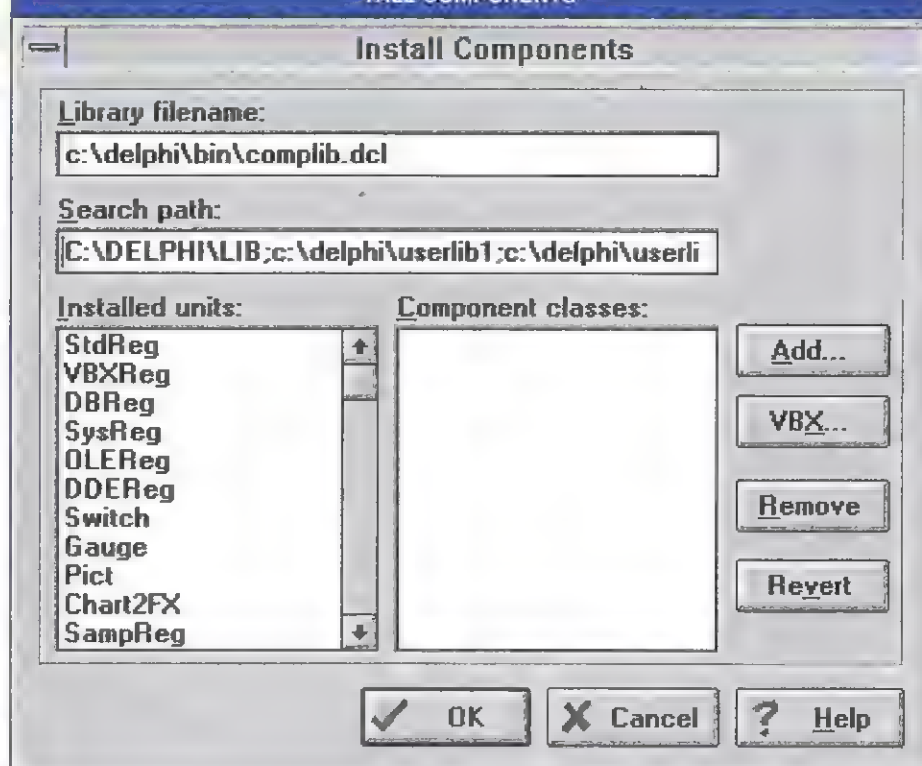 Install Components
Library filename:
c:\delphi\bin\complib.dcl
Search path:
C:\DELPHI\LIB;c:\delphi\userlib1;c:\delphi\userli
Installed units:
Component classes:
StdReg
VBXReg
DBReg
SysReg
OLEReg
DDEReg
Switch
Gauge
Pict
Chart2FX
SampReg
Add...
VBX...
Remove
Revert
OK
Cancel
? Help